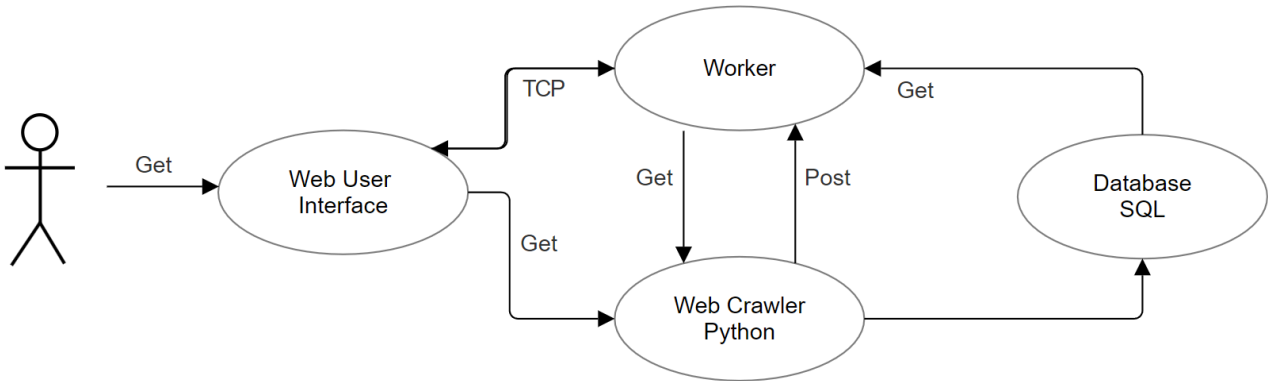 Get
Web User
Interface
TCP
Get
Worker
Get
Post
Web Crawler
Python
Get
Database
SQL